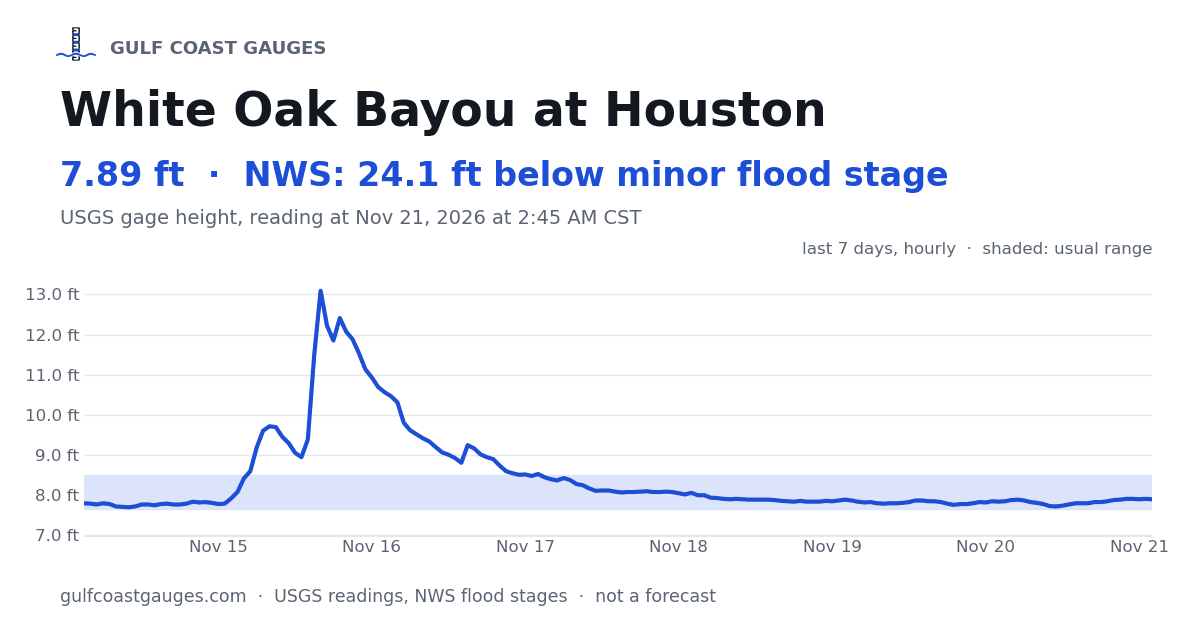 GULF COAST GAUGES
White Oak Bayou at Houston
7.89 ft · NWS: 24.1 ft below minor flood stage
USGS gage height, reading at Nov 21, 2026 at 2:45 AM CST
last 7 days, hourly · shaded: usual range
13.0 ft
12.0 ft
11.0 ft
10.0 ft
9.0 ft
8.0 ft
7.0 ft
Nov 15 Nov 16 Nov 17 Nov 18 Nov 19 Nov 20 Nov 21
gulfcoastgauges.com · USGS readings, NWS flood stages · not a forecast